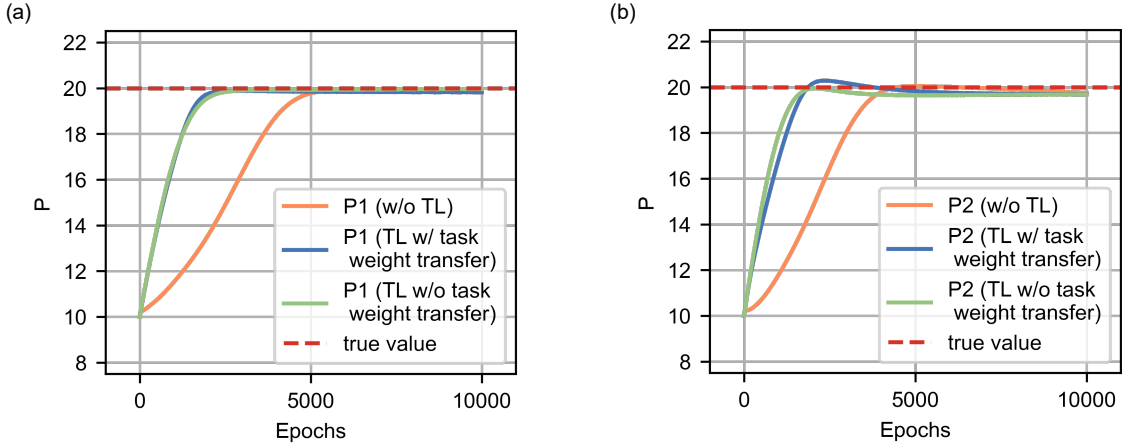 (a)
22
20
18
16
14
12
10
8
P
0
5000
10000
Epochs
P1 (w/o TL)
P1 (TL w/ task
weight transfer)
P1 (TL w/o task
weight transfer)
true value
(b)
22
20
18
16
14
12
10
8
P
0
5000
10000
Epochs
P2 (w/o TL)
P2 (TL w/ task
weight transfer)
P2 (TL w/o task
weight transfer)
true value